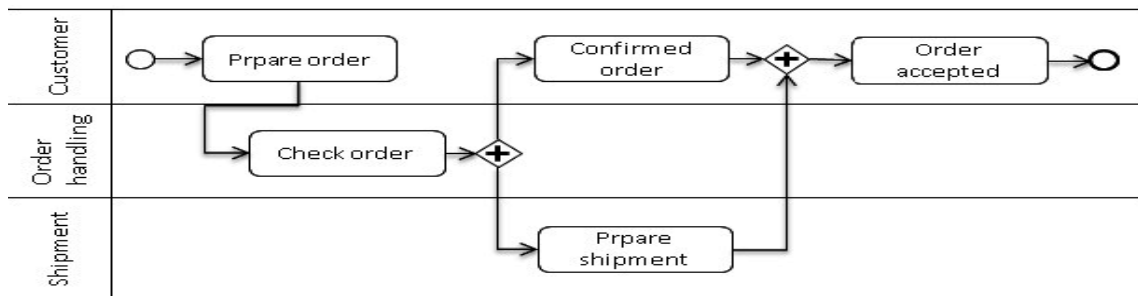 Customer
Prpare order
Confirmed
order
Order
accepted
Order
handling
Check order
Shipment
Prpare
shipment